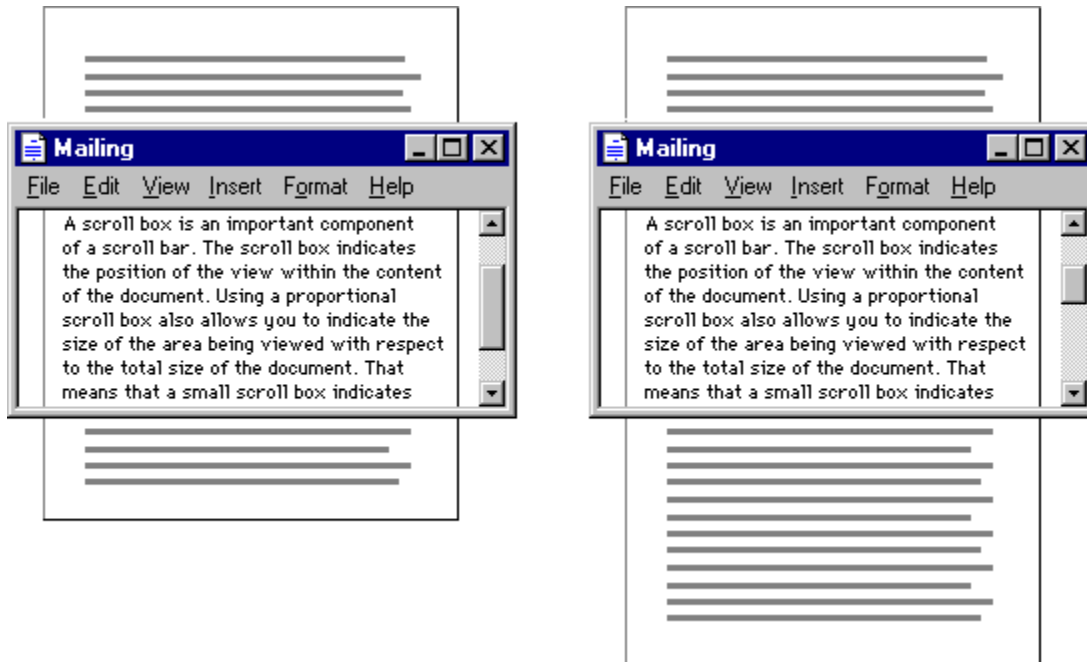 Mailing
File Edit View Insert Format Help
A scroll box is an important component
of a scroll bar. The scroll box indicates
the position of the view within the content
of the document. Using a proportional
scroll box also allows you to indicate the
size of the area being viewed with respect
to the total size of the document. That
means that a small scroll box indicates
Mailing
File Edit View Insert Format Help
A scroll box is an important component
of a scroll bar. The scroll box indicates
the position of the view within the content
of the document. Using a proportional
scroll box also allows you to indicate the
size of the area being viewed with respect
to the total size of the document. That
means that a small scroll box indicates